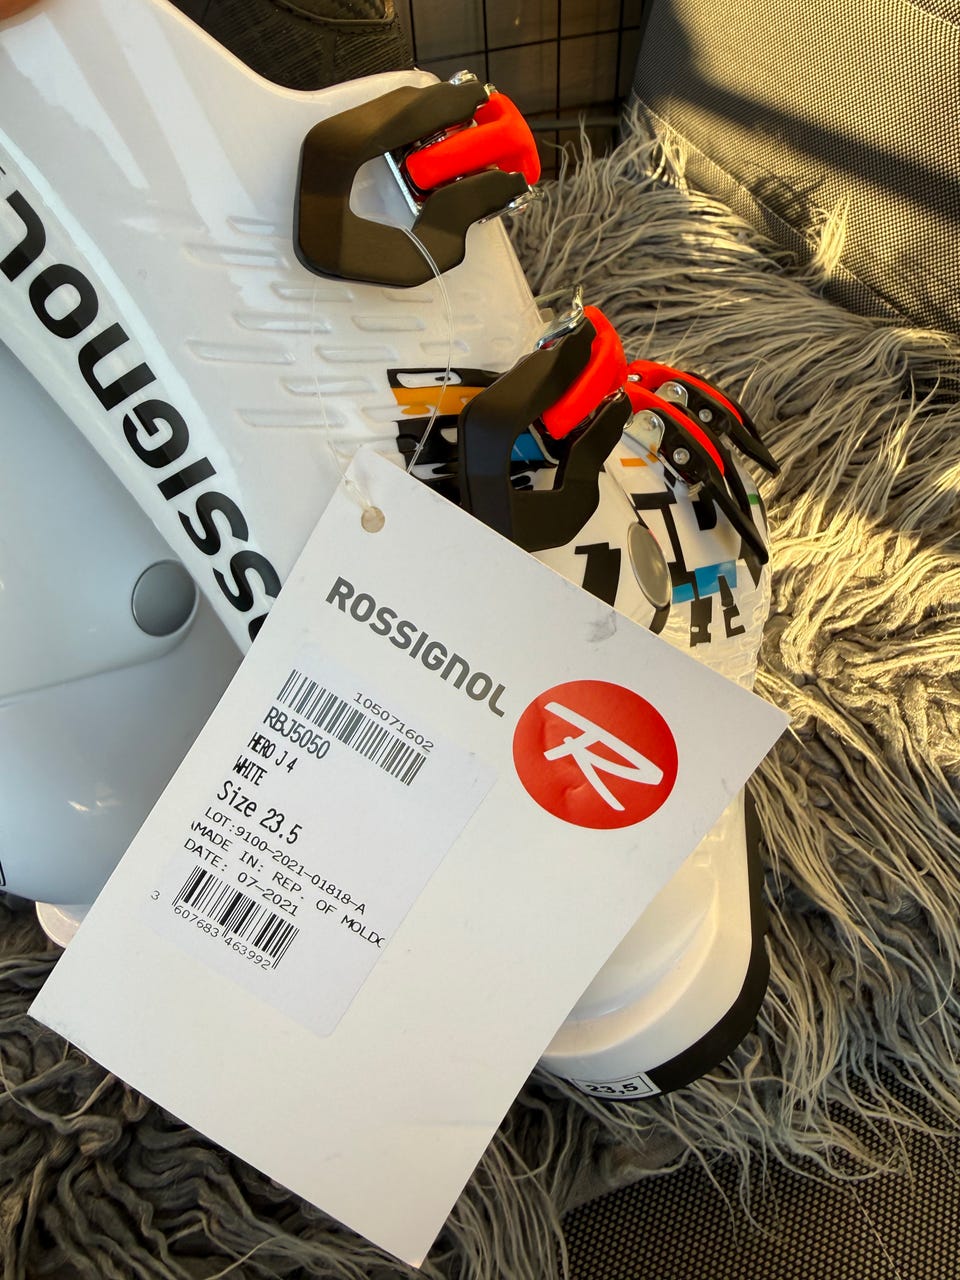 ROSSIGNOL
ROSSIGNOL
R
105071602
RBJ5050
HERO J 4
WHITE
Size 23.5
LOT:9100-2021-01818-A
MADE IN: REP. OF MOLDO
DATE: 07-2021
3 607683 463992
23,5